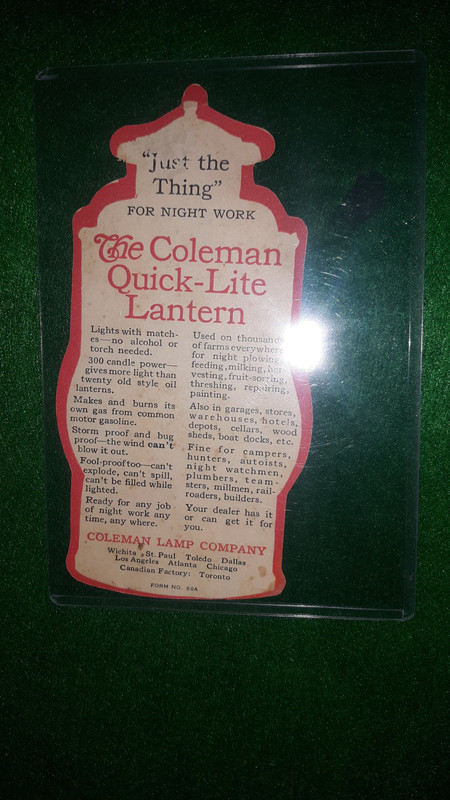 "Just the
Thing"
FOR NIGHT WORK
The Coleman
Quick-Lite
Lantern
Lights with match-
es—no alcohol or
torch needed.
300 candle power—
gives more light than
twenty old style oil
lanterns.
Makes and burns its
own gas from common
motor gasoline.
Storm proof and bug
proof—the wind can't
blow it out.
Fool-proof too—can't
explode, can't spill,
can't be filled while
lighted.
Ready for any job
of night work any
time, any where.
Used on thousands
of farms everywhere
for night plowing,
feeding, milking, har-
vesting, fruit-sorting,
threshing, repairing,
painting.
Also in garages, stores,
warehouses, hotels,
depots, cellars, wood
sheds, boat docks, etc.
Fine for campers,
hunters, autoists,
night watchmen,
plumbers, team-
sters, millmen, rail-
roaders, builders.
Your dealer has it
or can get it for
you.
COLEMAN LAMP COMPANY
Wichita St. Paul Toledo Dallas
Los Angeles Atlanta Chicago
Canadian Factory: Toronto
FORM NO. 50A